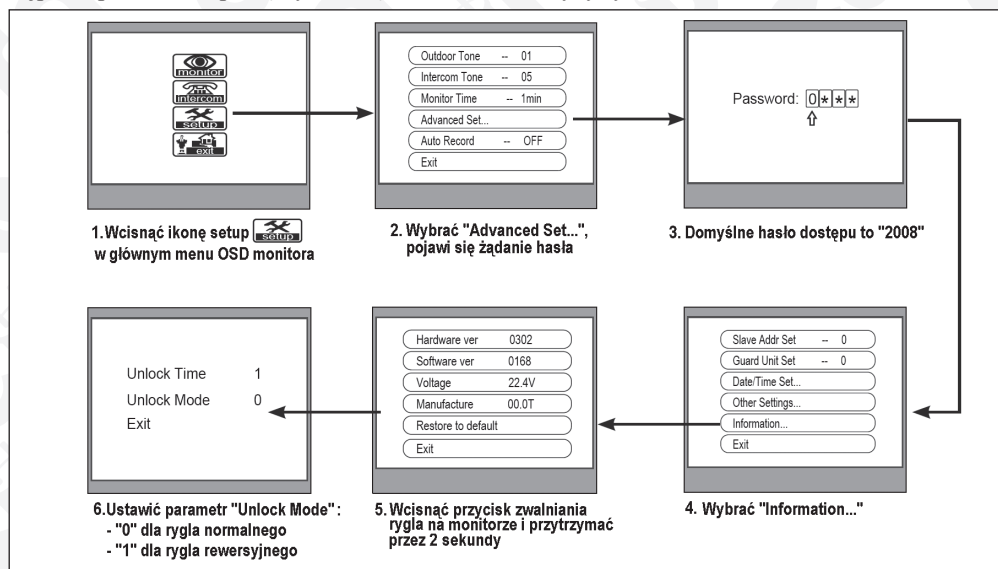 monitor
intercom
setup
exit
Outdoor Tone -- 01
Intercom Tone -- 05
Monitor Time -- 1min
Advanced Set...
Auto Record -- OFF
Exit
Password: 0***
1.Wcisnąć ikonę setup setup
w głównym menu OSD monitora
2. Wybrać "Advanced Set...",
pojawi się żądanie hasła
3. Domyślne hasło dostępu to "2008"
Unlock Time 1
Unlock Mode 0
Exit
Hardware ver 0302
Software ver 0168
Voltage 22.4V
Manufacture 00.0T
Restore to default
Exit
Slave Addr Set -- 0
Guard Unit Set -- 0
Date/Time Set...
Other Settings...
Information...
Exit
6.Ustawić parametr "Unlock Mode":
- "0" dla rygla normalnego
- "1" dla rygla rewersyjnego
5. Wcisnąć przycisk zwalniania
rygla na monitorze i przytrzymać
przez 2 sekundy
4. Wybrać "Information..."